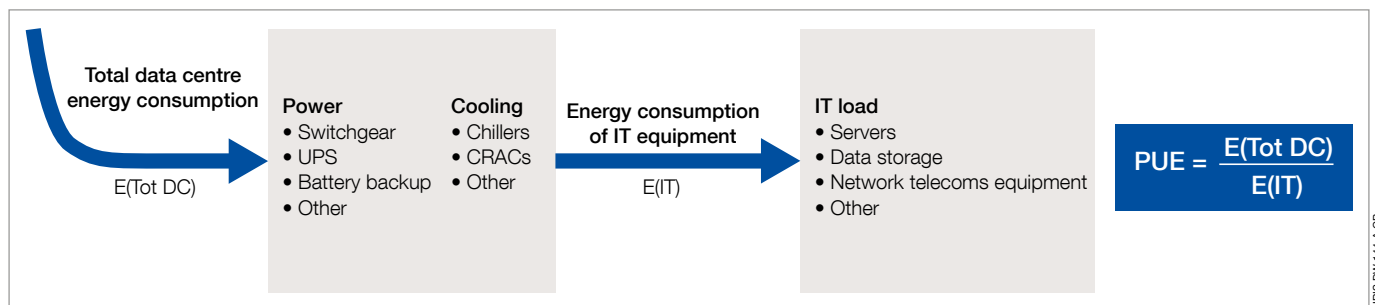 Total data centre
energy consumption
E(Tot DC)
Power
• Switchgear
• UPS
• Battery backup
• Other
Cooling
• Chillers
• CRACs
• Other
Energy consumption
of IT equipment
E(IT)
IT load
• Servers
• Data storage
• Network telecoms equipment
• Other
PUE = E(Tot DC)
E(IT)